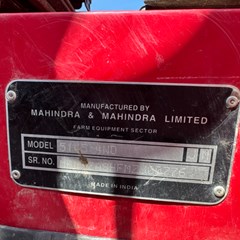 MANUFACTURED BY
MAHINDRA & MAHINDRA LIMITED
FARM EQUIPMENT SECTOR
MODEL
SR. NO.
MADE IN INDIA